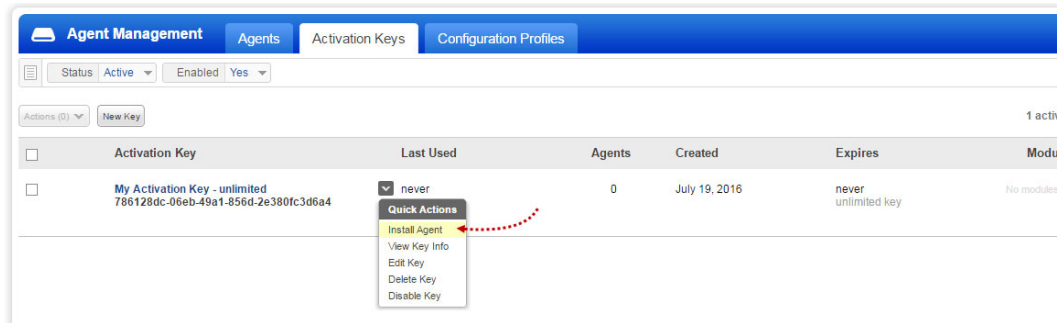 Agent Management Agents Activation Keys Configuration Profiles
Status Active Enabled Yes
Actions (0) New Key 1 activ
Activation Key Last Used Agents Created Expires Modu
My Activation Key - unlimited never 0 July 19, 2016 never No modules
786128dc-06eb-49a1-856d-2e380fc3d6a4 unlimited key
Quick Actions
Install Agent
View Key Info
Edit Key
Delete Key
Disable Key